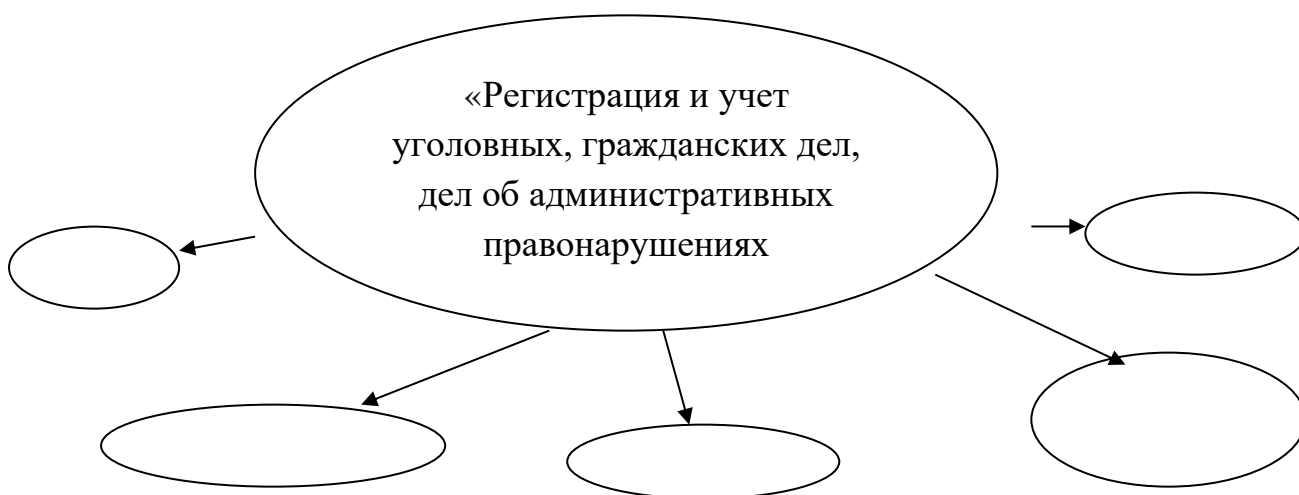 «Регистрация и учет
уголовных, гражданских дел,
дел об административных
правонарушениях